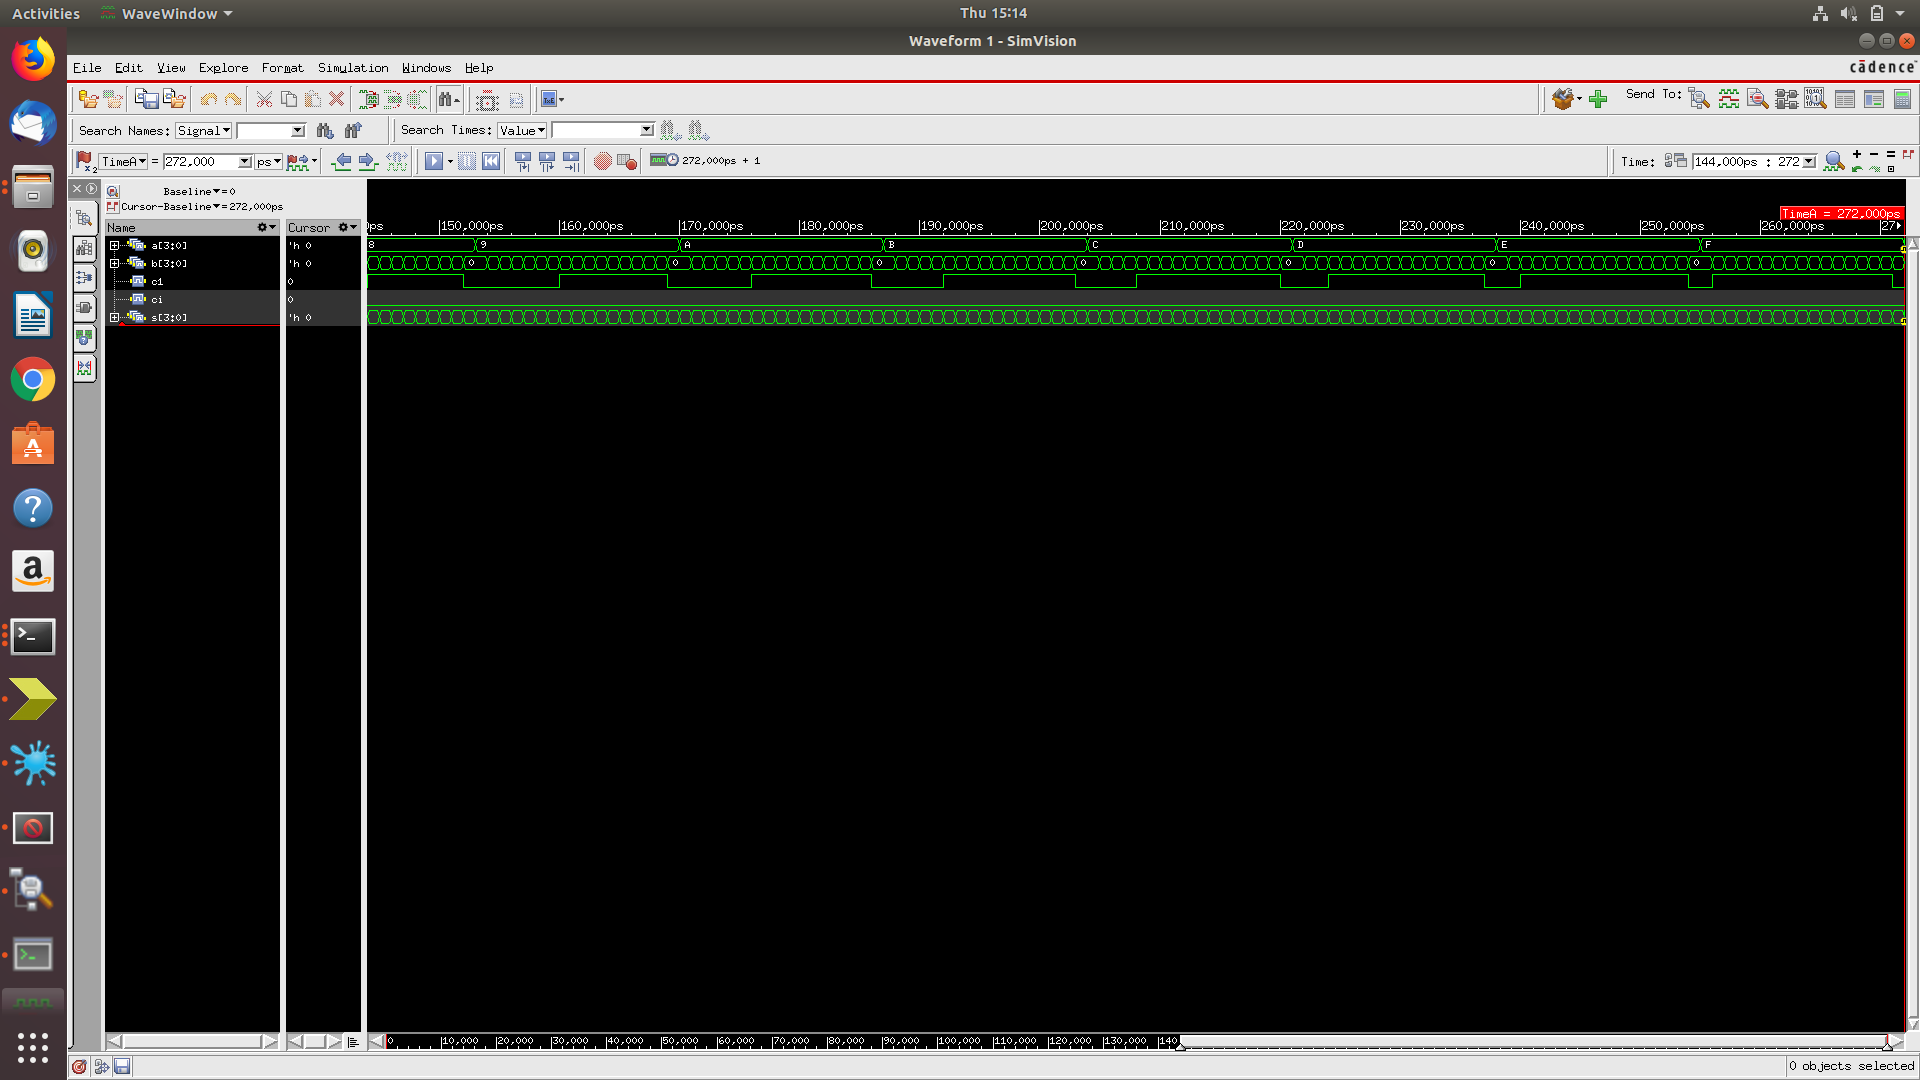 Activities WaveWindow Thu 15:14
Waveform 1 - SimVision
File Edit View Explore Format Simulation Windows Help cādence
Send To:
Search Names: Signal Search Times: Value
TimeA = 272,000 ps 272,000ps + 1 Time: 144,000ps : 272
Baseline=0
Cursor-Baseline=272,000ps
TimeA = 272,000ps
Name Cursor ps 150,000ps 160,000ps 170,000ps 180,000ps 190,000ps 200,000ps 210,000ps 220,000ps 230,000ps 240,000ps 250,000ps 260,000ps 27
a[3:0] 'h 0 8 9 A B C D E F
b[3:0] 'h 0 0 0 0 0 0 0 0
c1 0
ci 0
s[3:0] 'h 0
0 10,000 20,000 30,000 40,000 50,000 60,000 70,000 80,000 90,000 100,000 110,000 120,000 130,000 140
0 objects selected